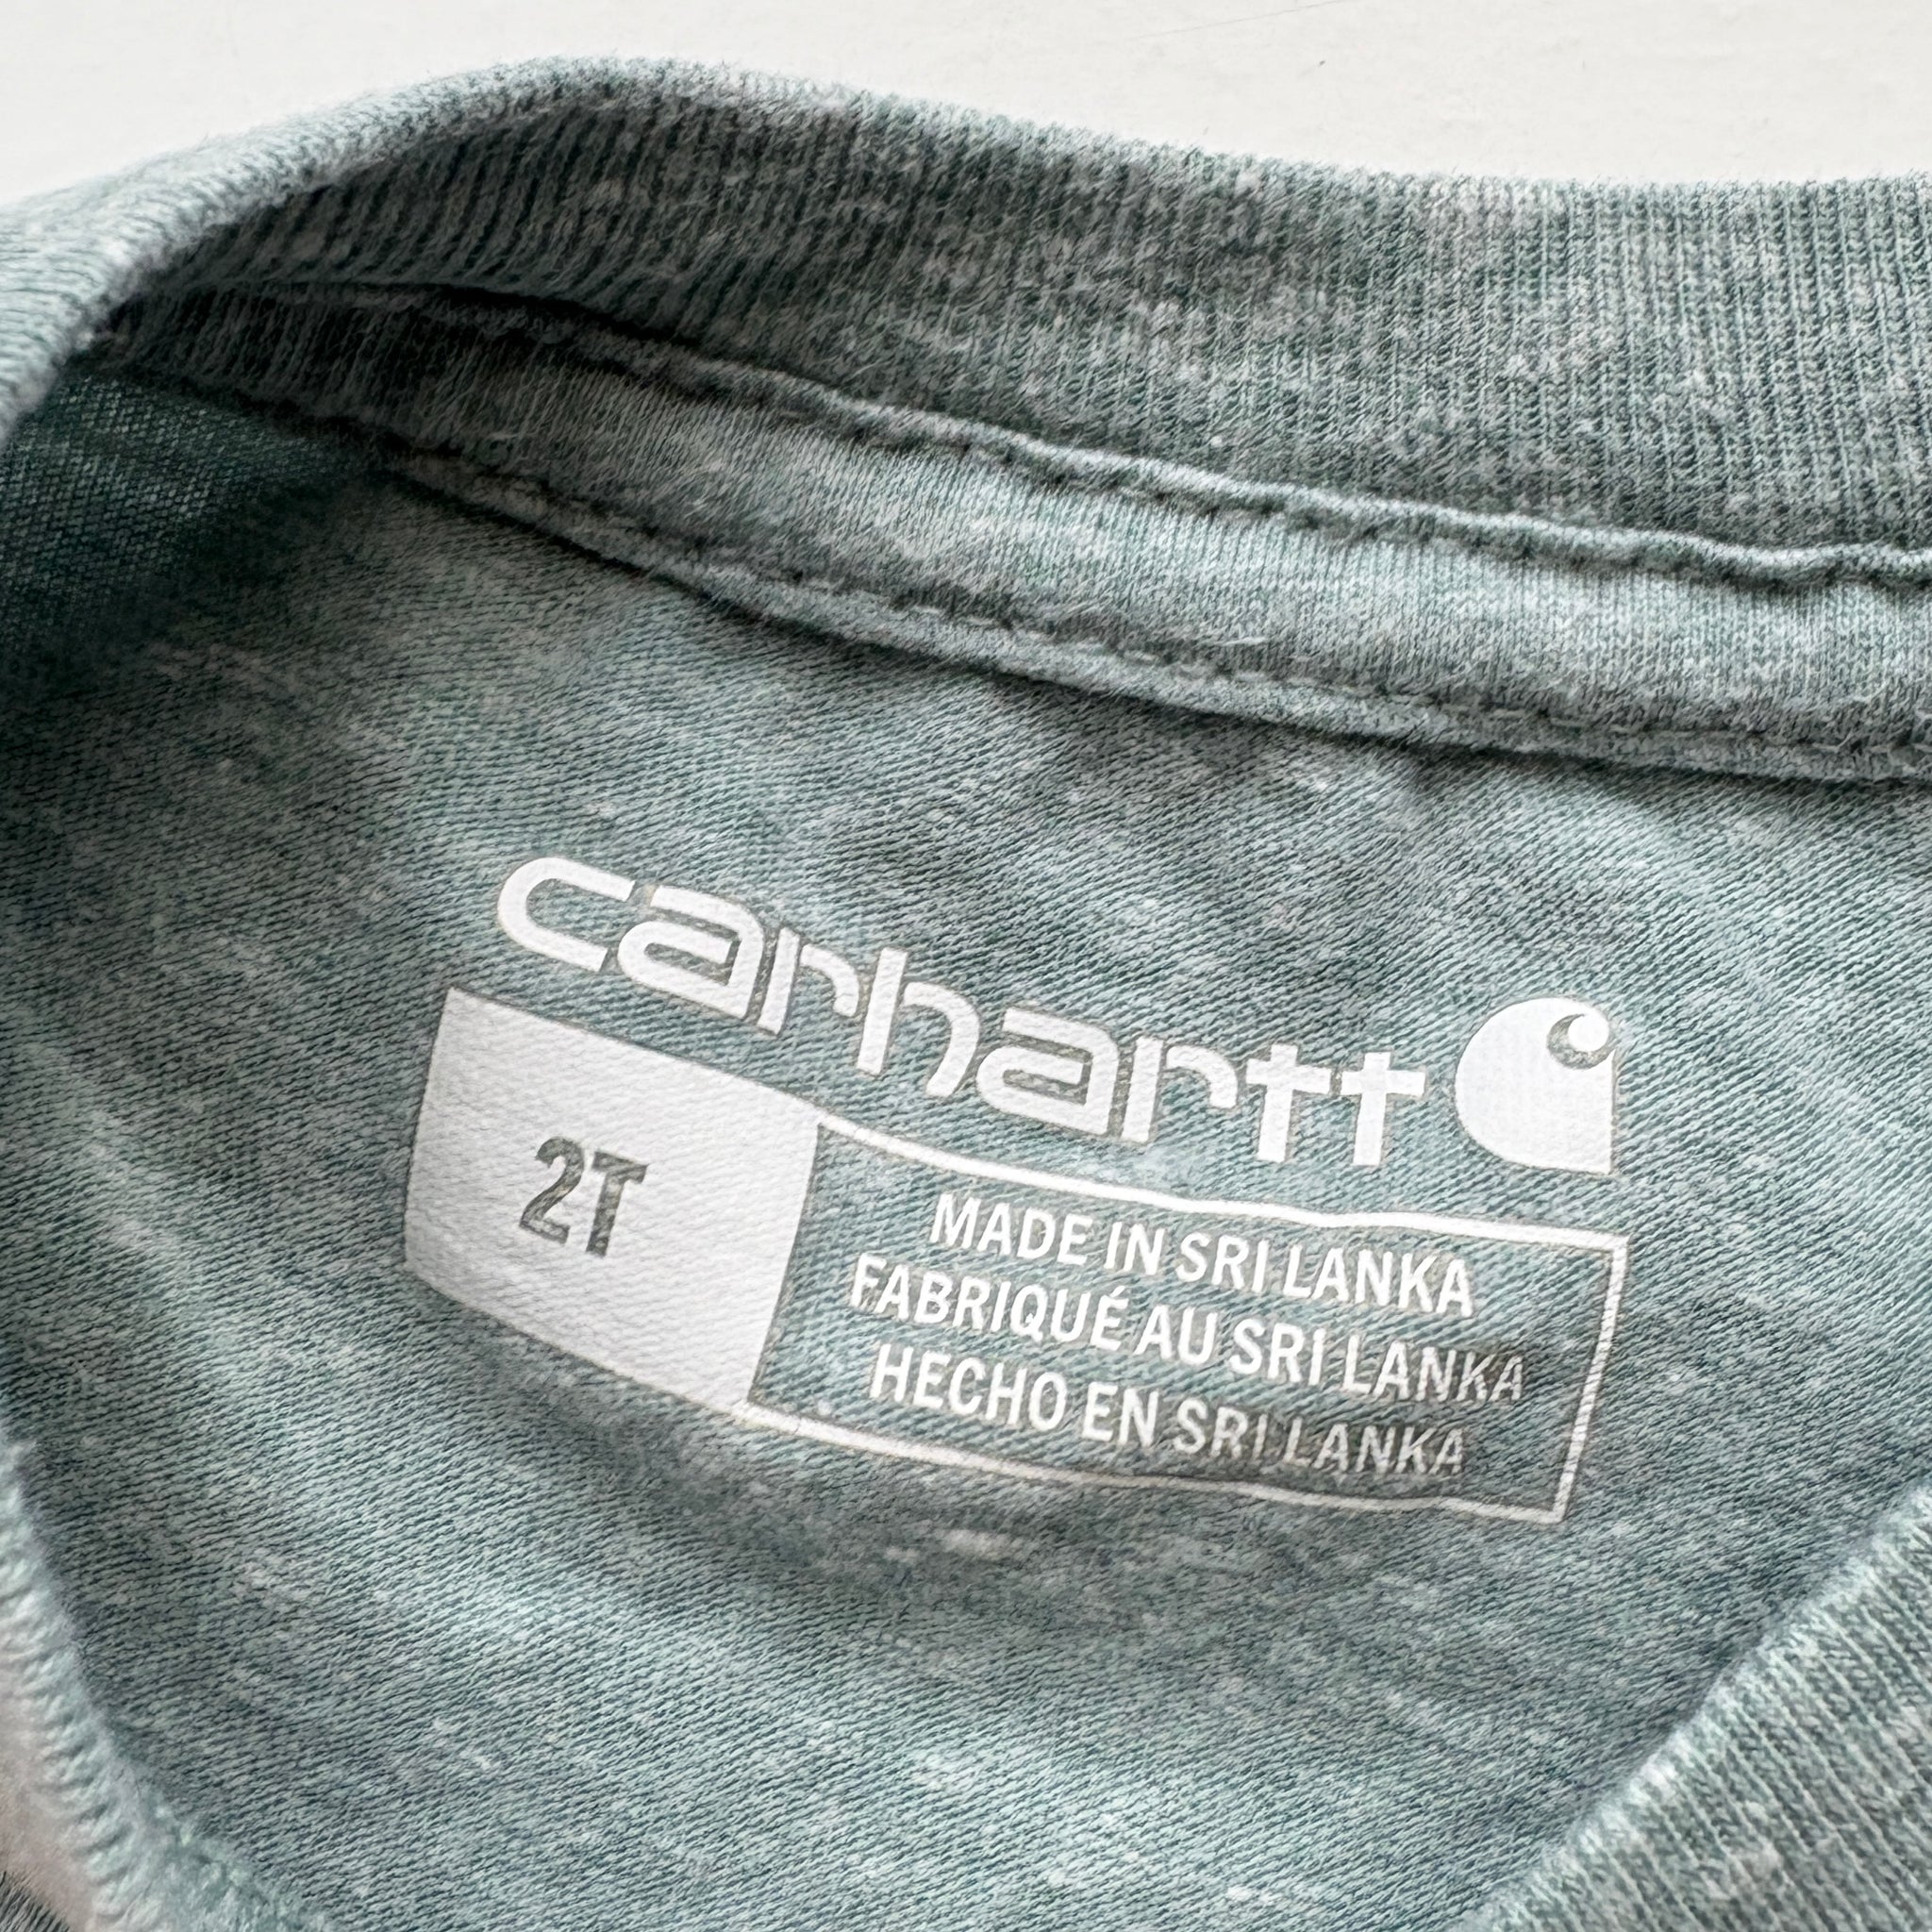 carhartt
2T
MADE IN SRI LANKA
FABRIQUÉ AU SRI LANKA
HECHO EN SRI LANKA